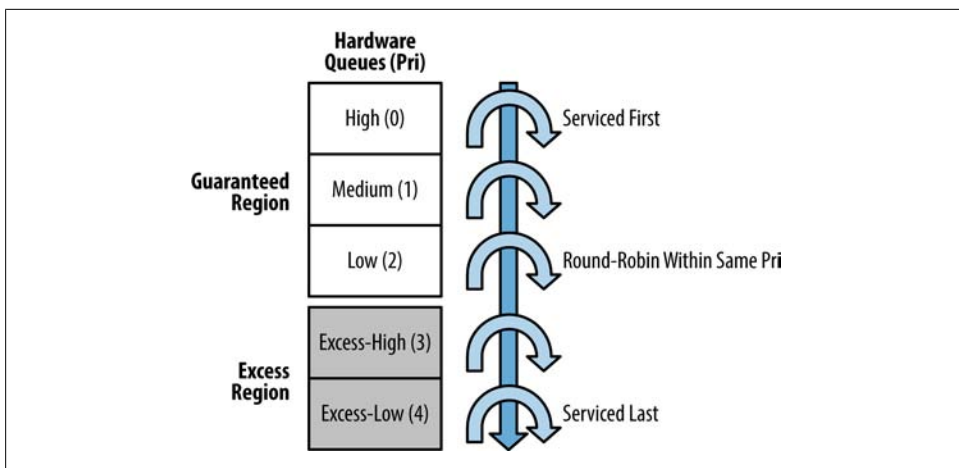 Hardware
Queues (Pri)
High (0)
Serviced First
Guaranteed
Region
Medium (1)
Low (2)
Round-Robin Within Same Pri
Excess-High (3)
Excess
Region
Excess-Low (4)
Serviced Last